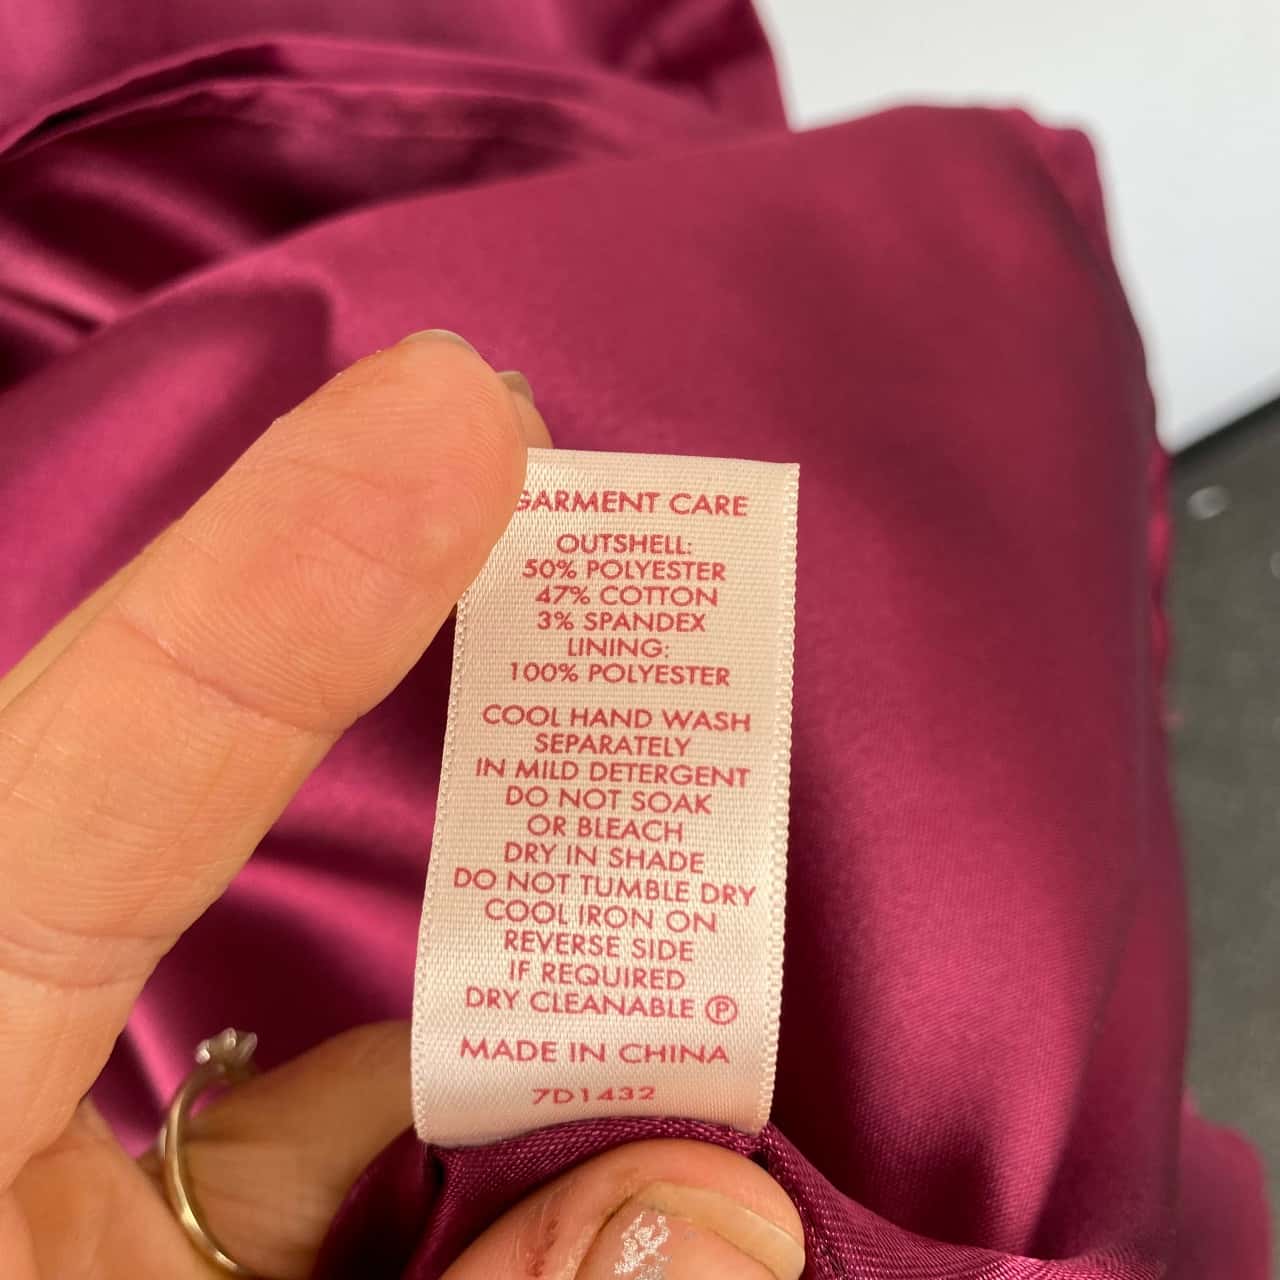 GARMENT CARE
OUTSHELL:
50% POLYESTER
47% COTTON
3% SPANDEX
LINING:
100% POLYESTER
COOL HAND WASH
SEPARATELY
IN MILD DETERGENT
DO NOT SOAK
OR BLEACH
DRY IN SHADE
DO NOT TUMBLE DRY
COOL IRON ON
REVERSE SIDE
IF REQUIRED
DRY CLEANABLE Ⓟ
MADE IN CHINA
7D1432